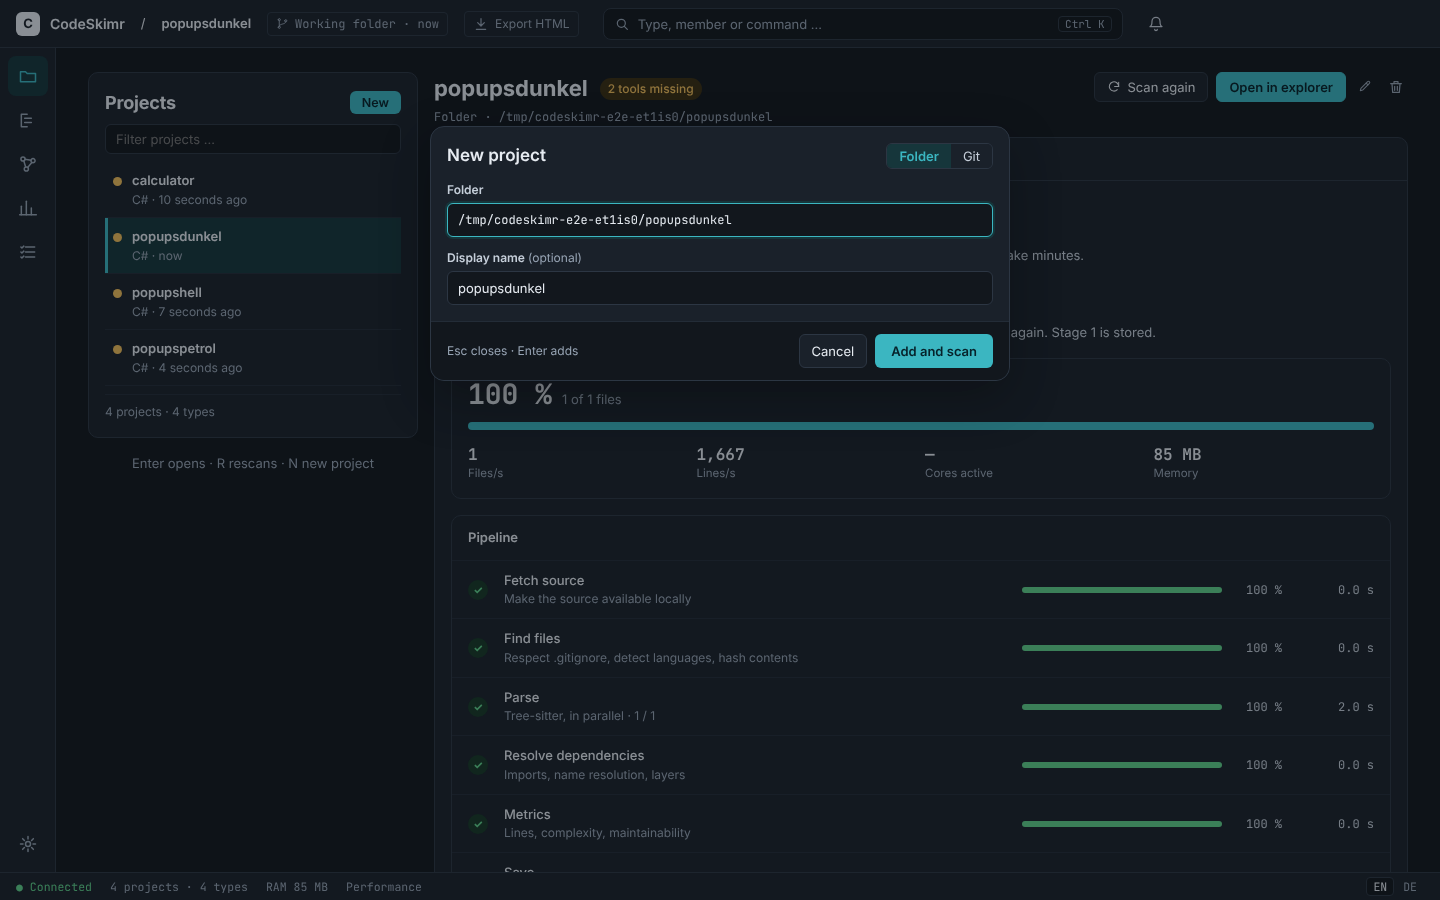 C CodeSkimr / popupsdunkel Working folder · now Export HTML Type, member or command ... Ctrl K
Projects New
Filter projects ...
calculator
C# · 10 seconds ago
popupsdunkel
C# · now
popupshell
C# · 7 seconds ago
popupspetrol
C# · 4 seconds ago
4 projects · 4 types
Enter opens · R rescans · N new project
popupsdunkel 2 tools missing Scan again Open in explorer
Folder · /tmp/codeskimr-e2e-et1is0/popupsdunkel
New project Folder Git
Folder
/tmp/codeskimr-e2e-et1is0/popupsdunkel
Display name (optional)
popupsdunkel
Esc closes · Enter adds Cancel Add and scan
minutes.
again. Stage 1 is stored.
100 % 1 of 1 files
1 1,667 — 85 MB
Files/s Lines/s Cores active Memory
Pipeline
Fetch source
Make the source available locally 100 % 0.0 s
Find files
Respect .gitignore, detect languages, hash contents 100 % 0.0 s
Parse
Tree-sitter, in parallel · 1 / 1 100 % 2.0 s
Resolve dependencies
Imports, name resolution, layers 100 % 0.0 s
Metrics
Lines, complexity, maintainability 100 % 0.0 s
Connected 4 projects · 4 types RAM 85 MB Performance EN DE